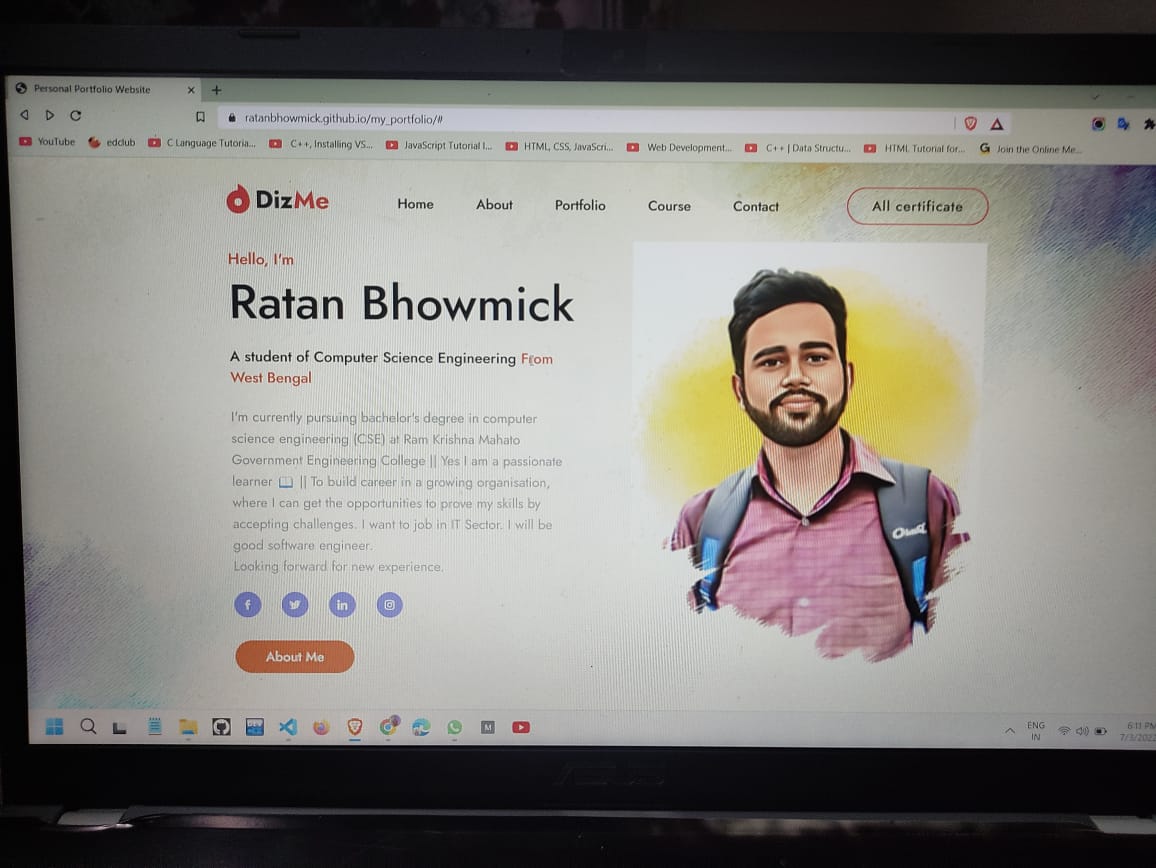 Personal Portfolio Website
ratanbhowmick.github.io/my_portfolio/#
YouTube edclub C Language Tutoria... C++, Installing VS... JavaScript Tutorial I... HTML, CSS, JavaScri... Web Development... C++ | Data Structu... HTML Tutorial for... Join the Online Me...
DizMe Home About Portfolio Course Contact All certificate
Hello, I'm
Ratan Bhowmick
A student of Computer Science Engineering From
West Bengal
I'm currently pursuing bachelor's degree in computer
science engineering (CSE) at Ram Krishna Mahato
Government Engineering College || Yes I am a passionate
learner 📖 || To build career in a growing organisation,
where I can get the opportunities to prove my skills by
accepting challenges. I want to job in IT Sector. I will be
good software engineer.
Looking forward for new experience.
About Me
ENG 6:11 PM
IN 7/3/2022